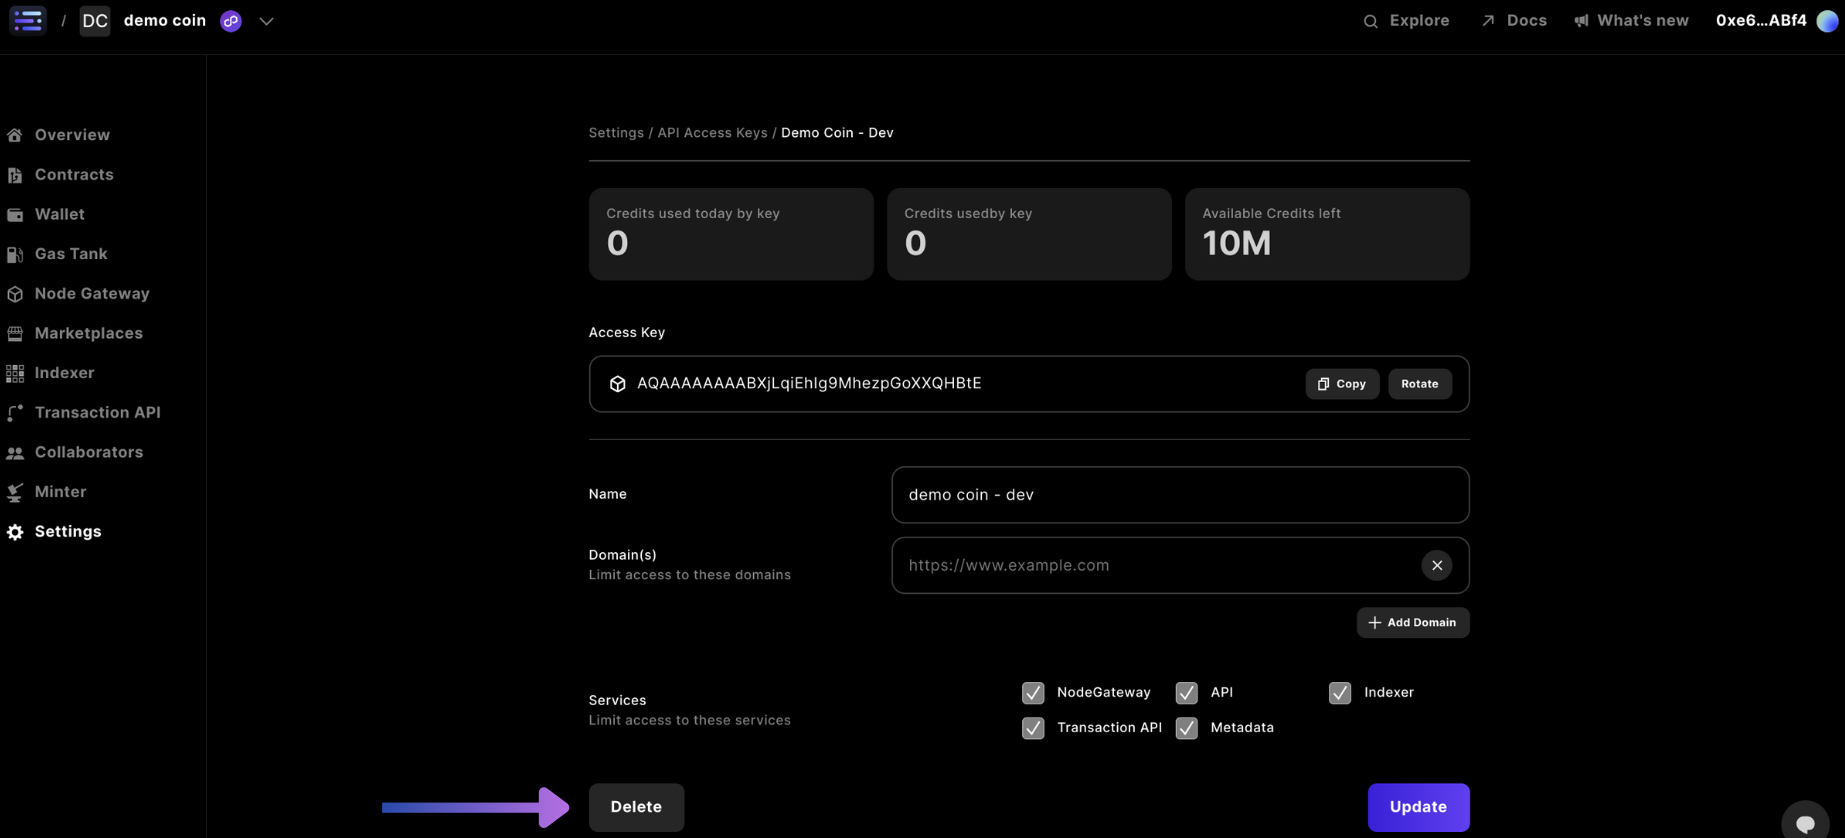 / DC demo coin
Explore Docs What's new 0xe6...ABf4
Overview
Contracts
Wallet
Gas Tank
Node Gateway
Marketplaces
Indexer
Transaction API
Collaborators
Minter
Settings
Settings / API Access Keys / Demo Coin - Dev
Credits used today by key
0
Credits usedby key
0
Available Credits left
10M
Access Key
AQAAAAAAAABXjLqiEhIg9MhezpGoXXQHBtE
Copy Rotate
Name
demo coin - dev
Domain(s)
Limit access to these domains
https://www.example.com
Add Domain
Services
Limit access to these services
NodeGateway API Indexer
Transaction API Metadata
Delete Update